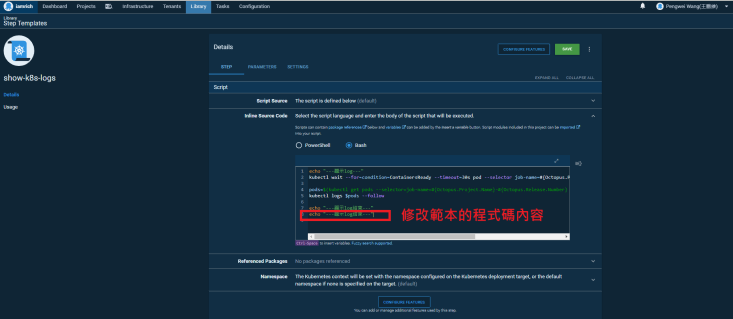 iamrich
Dashboard Projects Infrastructure Tenants Library Tasks Configuration
Library
Step Templates
show-k8s-logs
Details
Usage
Details
CONFIGURE FEATURES
SAVE
STEP PARAMETERS SETTINGS
EXPAND ALL COLLAPSE ALL
Script
Script Source The script is defined below (default)
Inline Source Code Select the script language and enter the body of the script that will be executed.
Scripts can contain package references below and variables can be added by the insert a variable button. Script modules included in this project can be imported
into your script.
PowerShell Bash
1 echo "---顯示log---"
2 kubectl wait --for=condition=ContainersReady --timeout=30s pod --selector job-name=#{Octopus.
3
4 pods=$(kubectl get pods --selector=job-name=#{Octopus.Project.Name}-#{Octopus.Release.Number}
5 kubectl logs $pods --follow
6
7 echo "---顯示log結束---"
8 echo "---顯示log結束---"
修改範本的程式碼內容
Ctrl+Space to insert variables. Fuzzy search supported.
Referenced Packages No packages referenced
Namespace The Kubernetes context will be set with the namespace configured on the Kubernetes deployment target, or the default
namespace if none is specified on the target. (default)
CONFIGURE FEATURES
You can add or manage additional features used by this step.